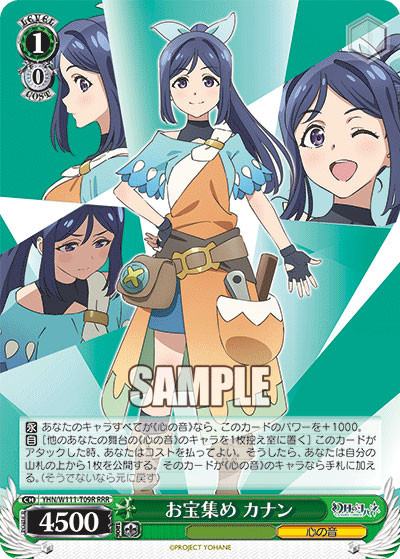 LEVEL
1
0
COST
SAMPLE
永 あなたのキャラすべてが《心の音》なら、このカードのパワーを+1000。
自 [他のあなたの舞台の《心の音》のキャラを1枚控え室に置く] このカードが
アタックした時、あなたはコストを払ってよい。そうしたら、あなたは自分の
山札の上から1枚を公開する。そのカードがキャラなら手札に加える。
(そうでないなら元に戻す)
CH YHN/W111-T09R RRR
お宝集め カナン
4500
心の音
©PROJECT YOHANE